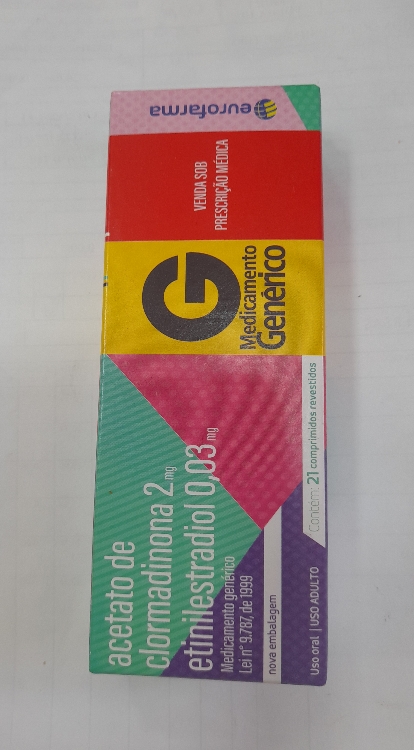 acetato de
clormadinona 2 mg
etinilestradiol 0,03 mg
Medicamento genérico
Lei nº 9.787, de 1999
nova embalagem
Uso oral | USO ADULTO
Contém: 21 comprimidos revestidos
G
Medicamento
Genérico
VENDA SOB
PRESCRIÇÃO MÉDICA
eurofarma